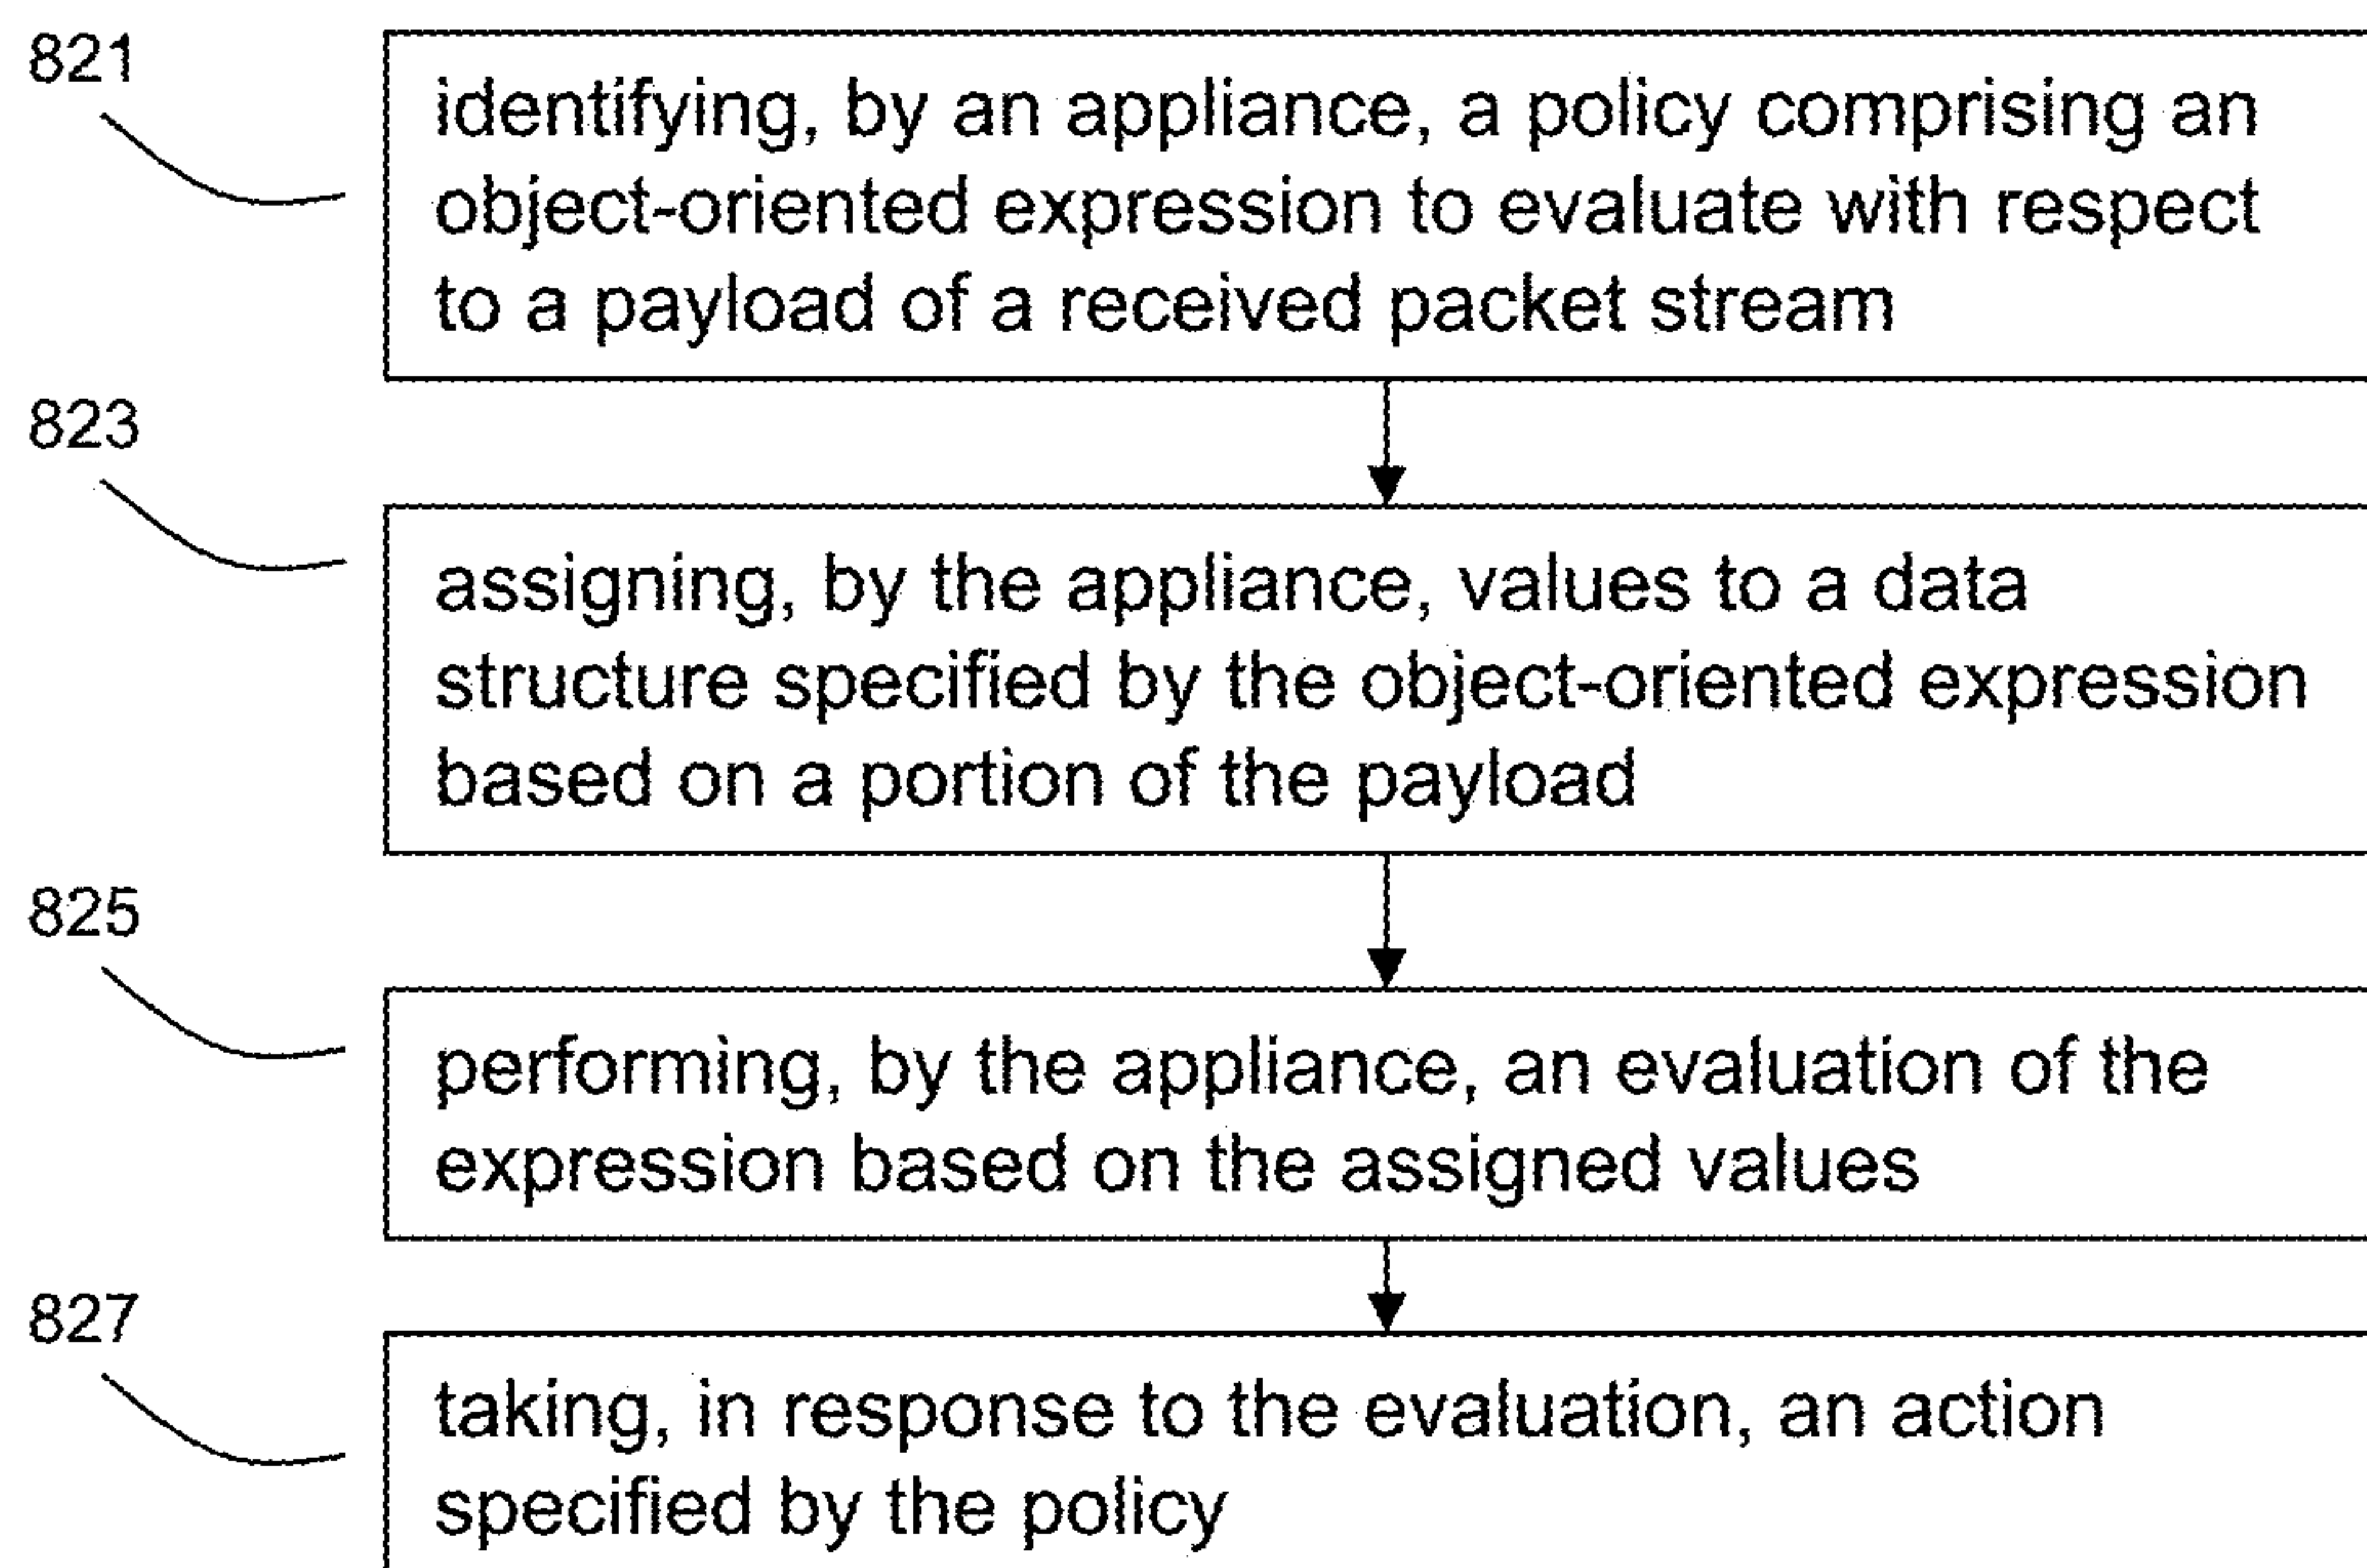 821
identifying, by an appliance, a policy comprising an
object-oriented expression to evaluate with respect
to a payload of a received packet stream
823
assigning, by the appliance, values to a data
structure specified by the object-oriented expression
based on a portion of the payload
825
performing, by the appliance, an evaluation of the
expression based on the assigned values
827
taking, in response to the evaluation, an action
specified by the policy